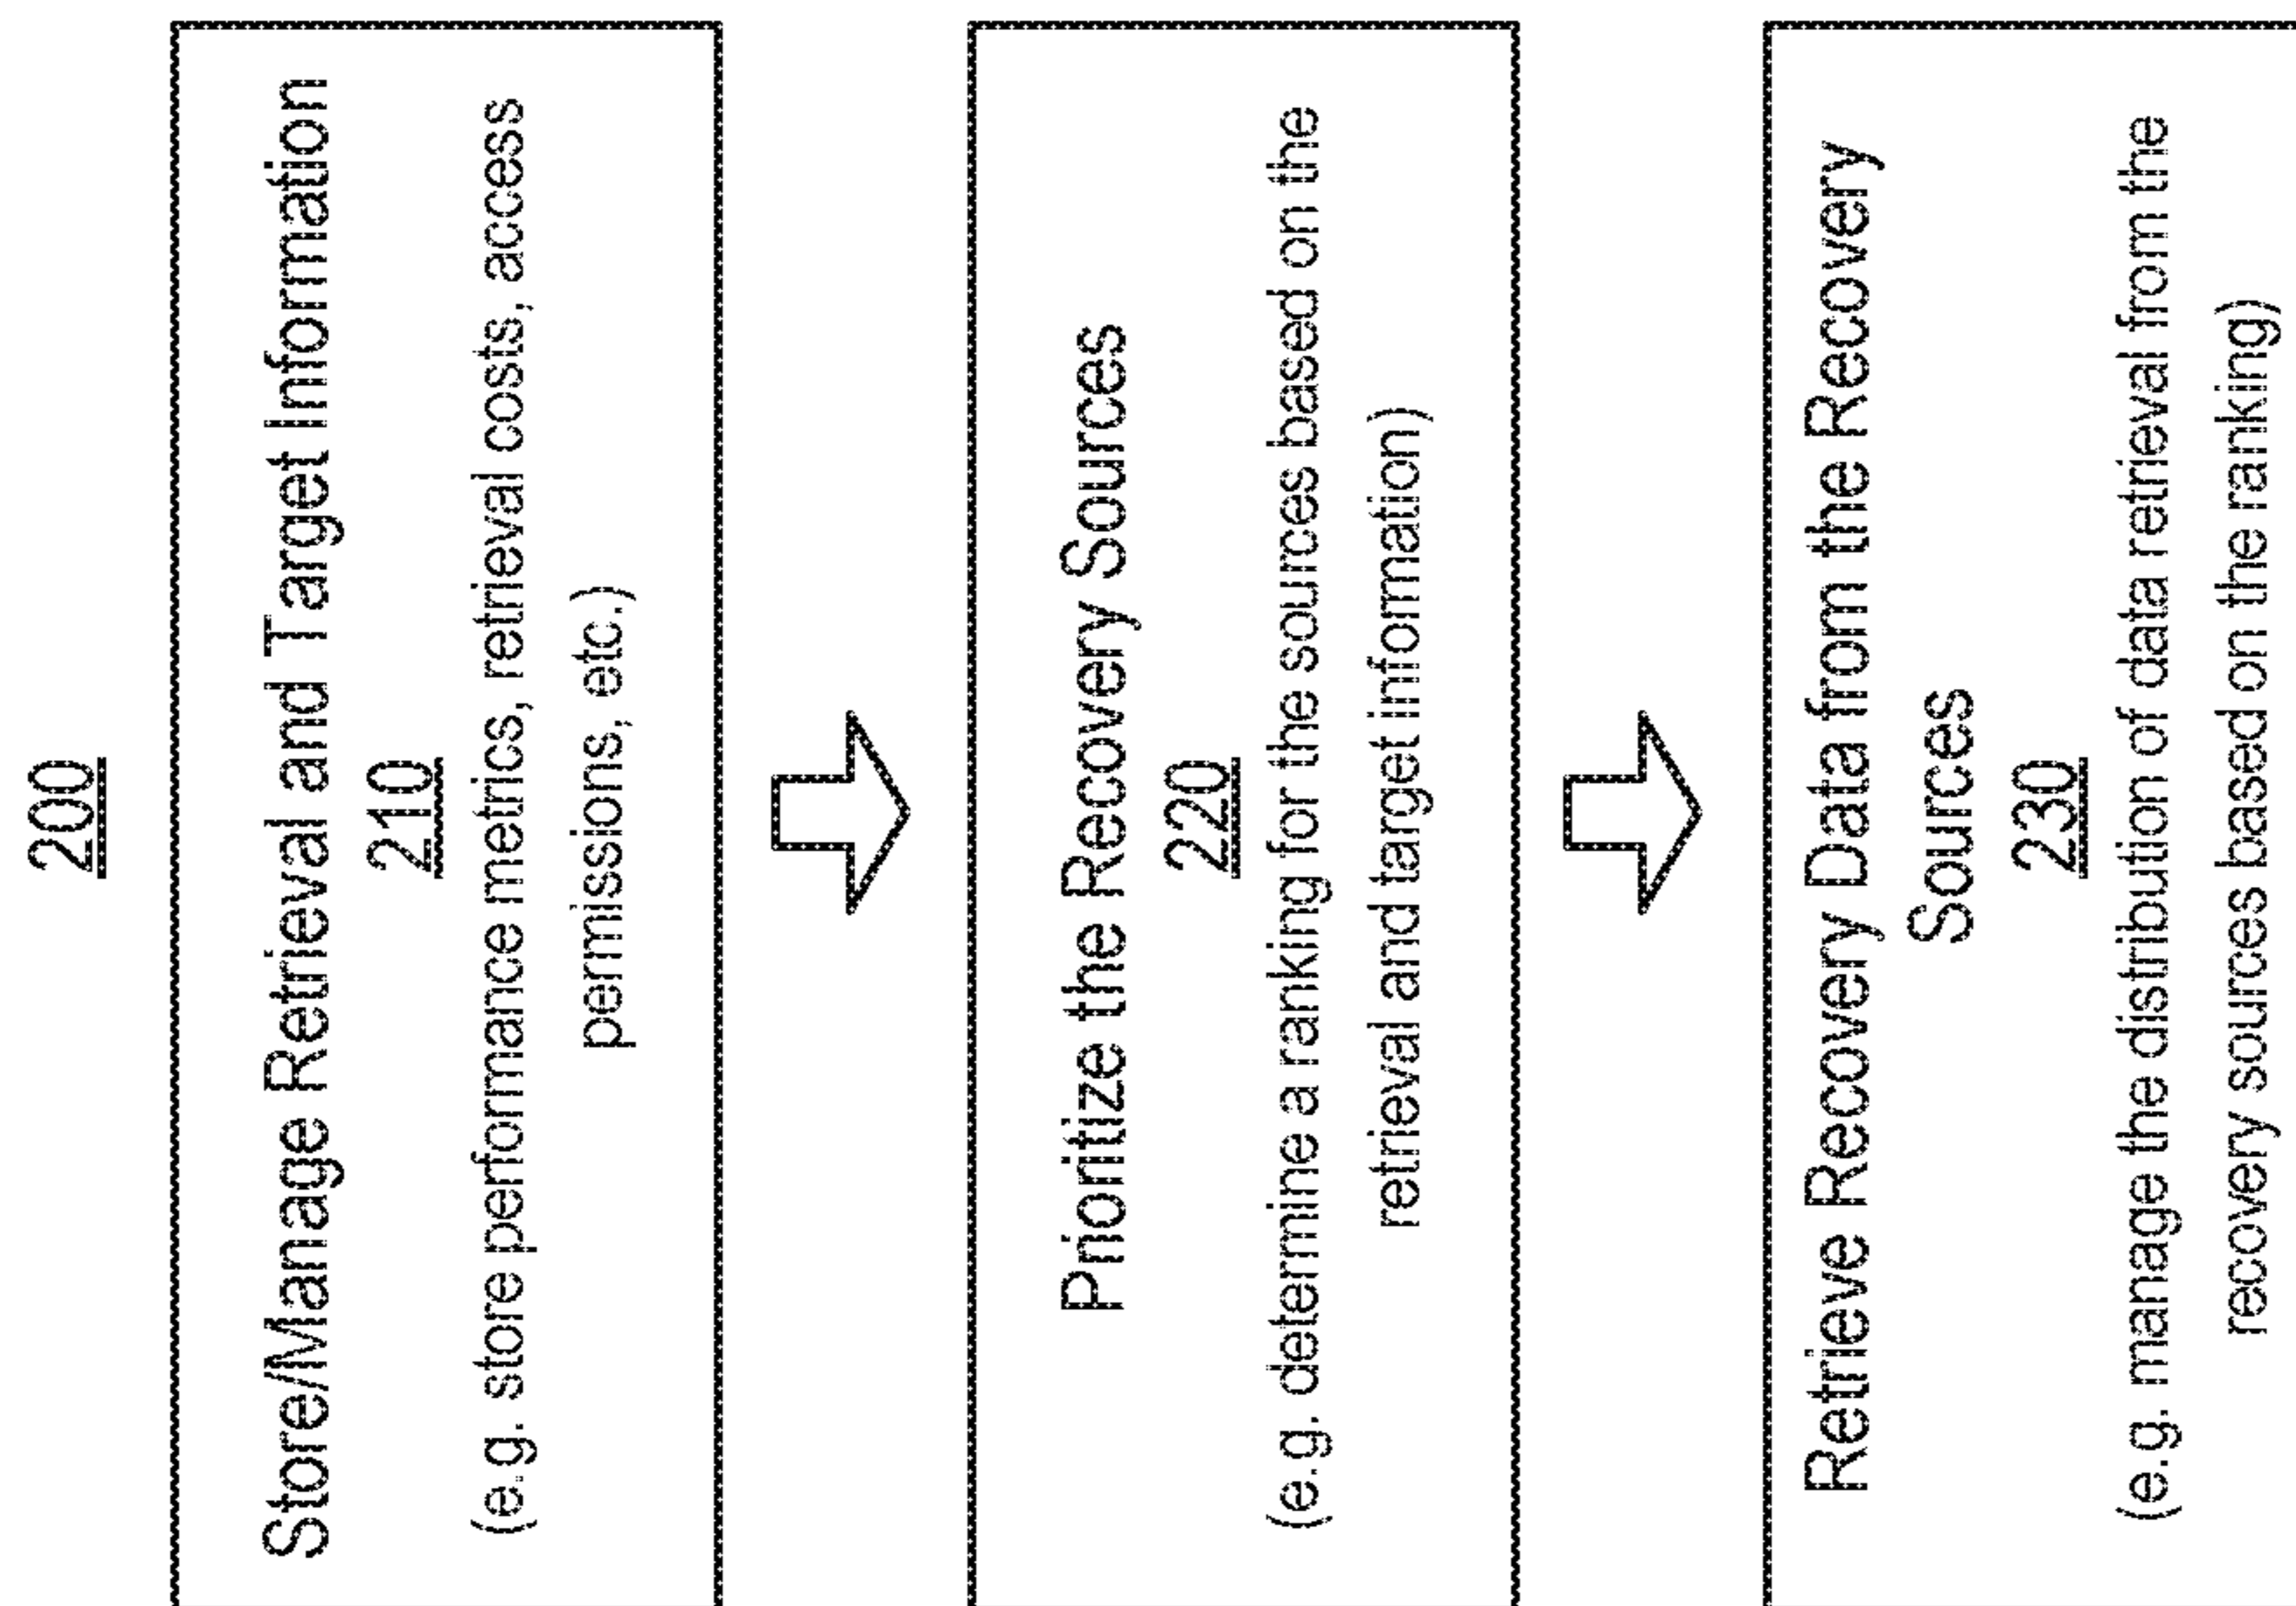 200
Store/Manage Retrieval and Target Information
210
(e.g. store performance metrics, retrieval costs, access
permissions, etc.)
Prioritize the Recovery Sources
220
(e.g. determine a ranking for the sources based on the
retrieval and target information)
Retrieve Recovery Data from the Recovery
Sources
230
(e.g. manage the distribution of data retrieval from the
recovery sources based on the ranking)